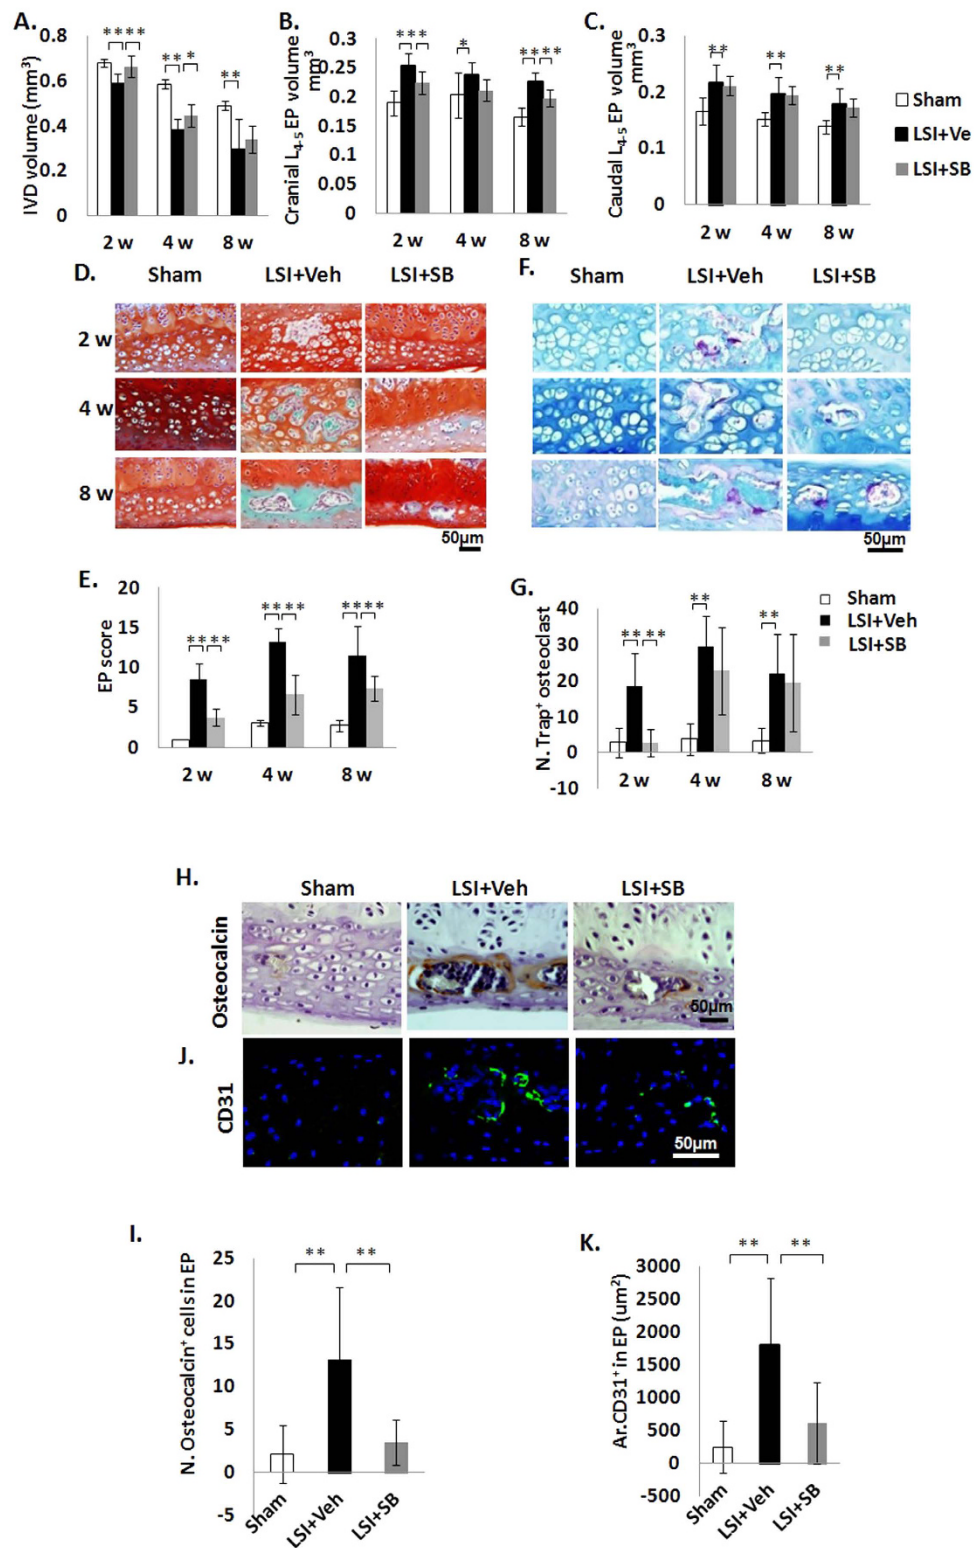 A.
IVD volume (mm³)
0.8
0.6
0.4
0.2
0
** **
** *
**
2 w 4 w 8 w
B.
Cranial L₄₋₅ EP volume
mm³
0.3
0.25
0.2
0.15
0.1
0.05
0
*** *
*
** **
2 w 4 w 8 w
C.
Caudal L₄₋₅ EP volume
mm³
0.3
0.2
0.1
0
**
**
**
2 w 4 w 8 w
Sham
LSI+Ve
LSI+SB
D.
Sham LSI+Veh LSI+SB
2 w
4 w
8 w
50µm
F.
Sham LSI+Veh LSI+SB
50µm
E.
EP score
20
15
10
5
0
** **
** **
** **
2 w 4 w 8 w
G.
N. Trap⁺ osteoclast
40
30
20
10
0
-10
** **
**
**
2 w 4 w 8 w
Sham
LSI+Veh
LSI+SB
H.
Sham LSI+Veh LSI+SB
Osteocalcin
50µm
J.
CD31
50µm
I.
N. Osteocalcin⁺ cells in EP
25
20
15
10
5
0
-5
** **
Sham LSI+Veh LSI+SB
K.
Ar.CD31⁺ in EP (um²)
3000
2500
2000
1500
1000
500
0
-500
** **
Sham LSI+Veh LSI+SB